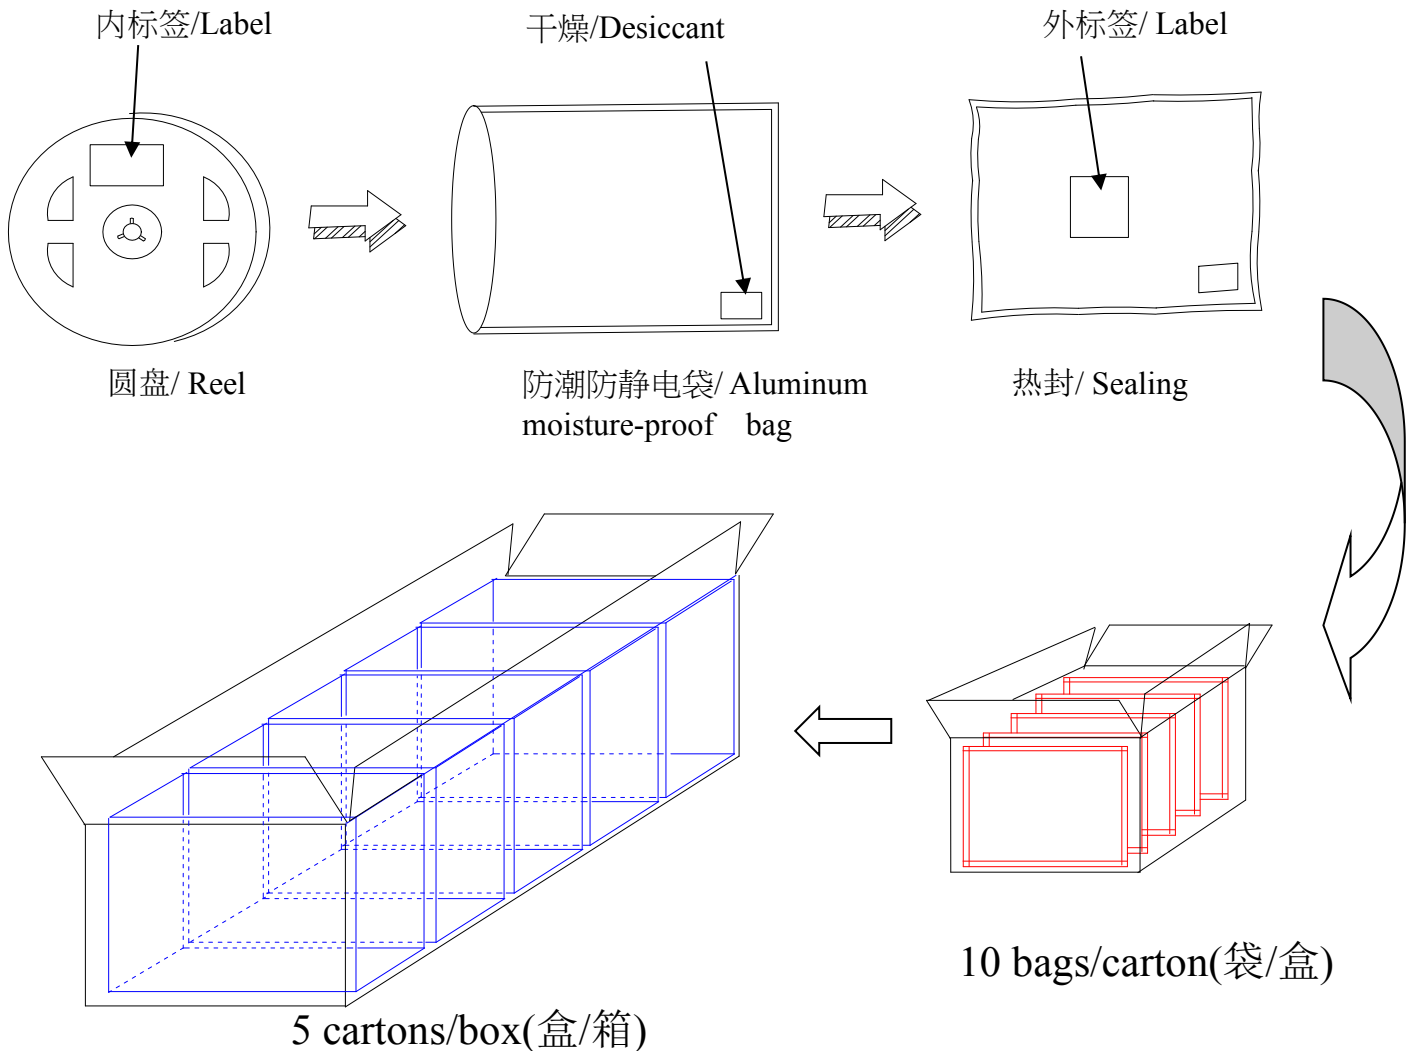 内标签/Label
干燥/Desiccant
外标签/ Label
圆盘/ Reel
防潮防静电袋/ Aluminum
moisture-proof bag
热封/ Sealing
10 bags/carton(袋/盒)
5 cartons/box(盒/箱)